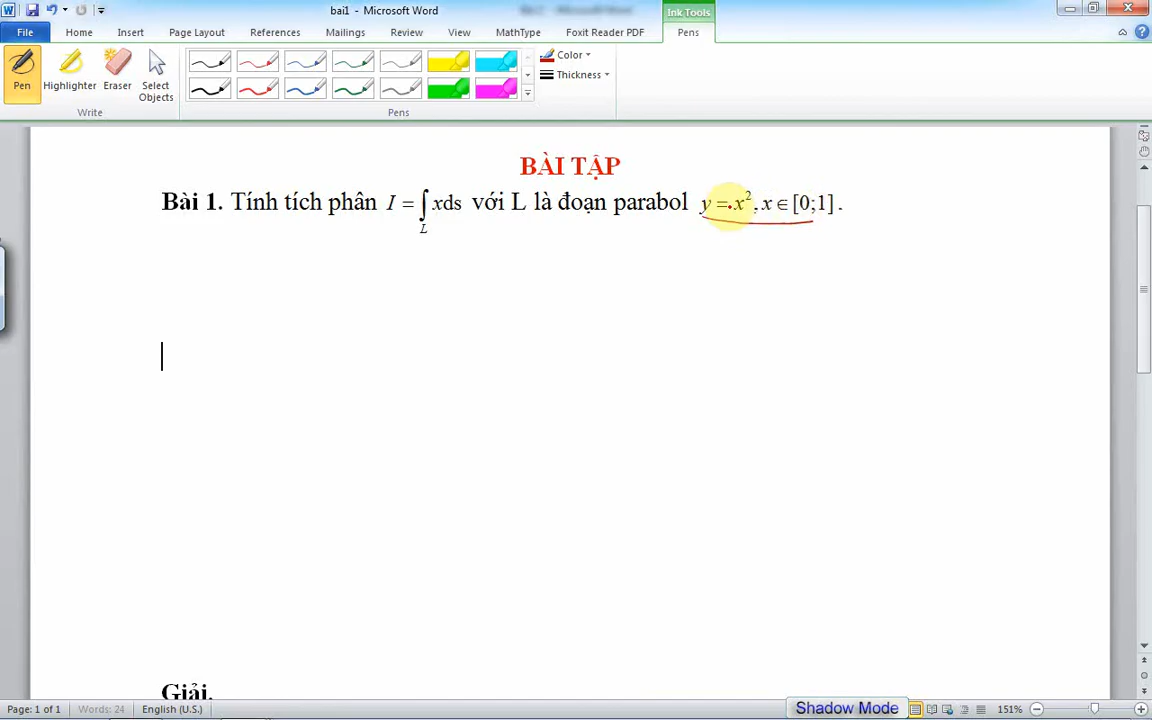 bai1 - Microsoft Word
Ink Tools
File Home Insert Page Layout References Mailings Review View MathType Foxit Reader PDF Pens
Pen Highlighter Eraser Select Objects
Color
Thickness
Write Pens
BÀI TẬP
Bài 1. Tính tích phân I = ∫_L xds với L là đoạn parabol y = x², x ∈ [0;1].
Giải.
Page: 1 of 1 Words: 24 English (U.S.) Shadow Mode 151%